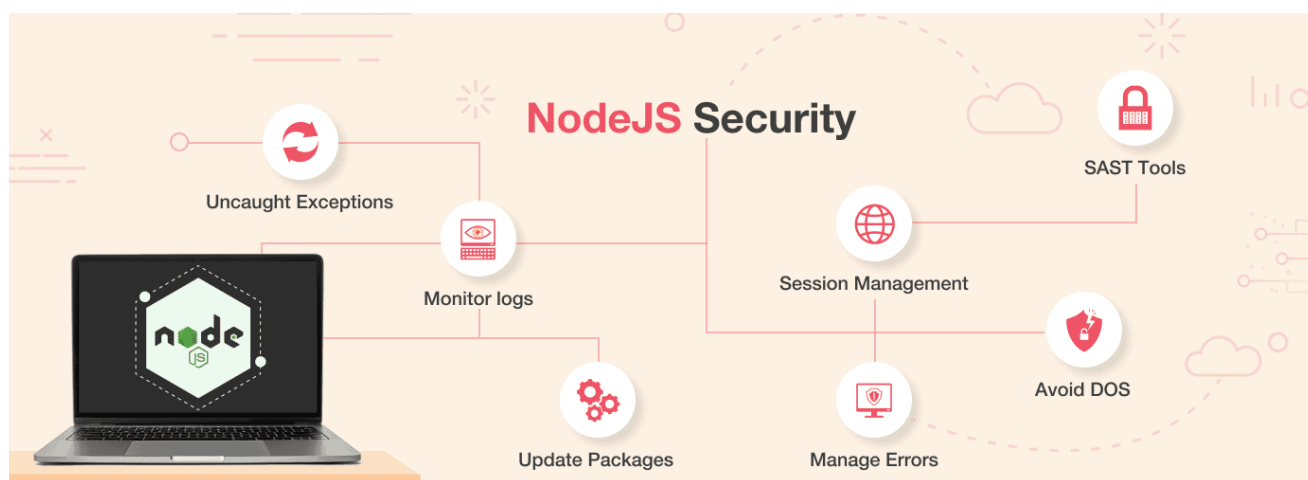 NodeJS Security
SAST Tools
Uncaught Exceptions
Session Management
Monitor logs
node
JS
Avoid DOS
Update Packages
Manage Errors